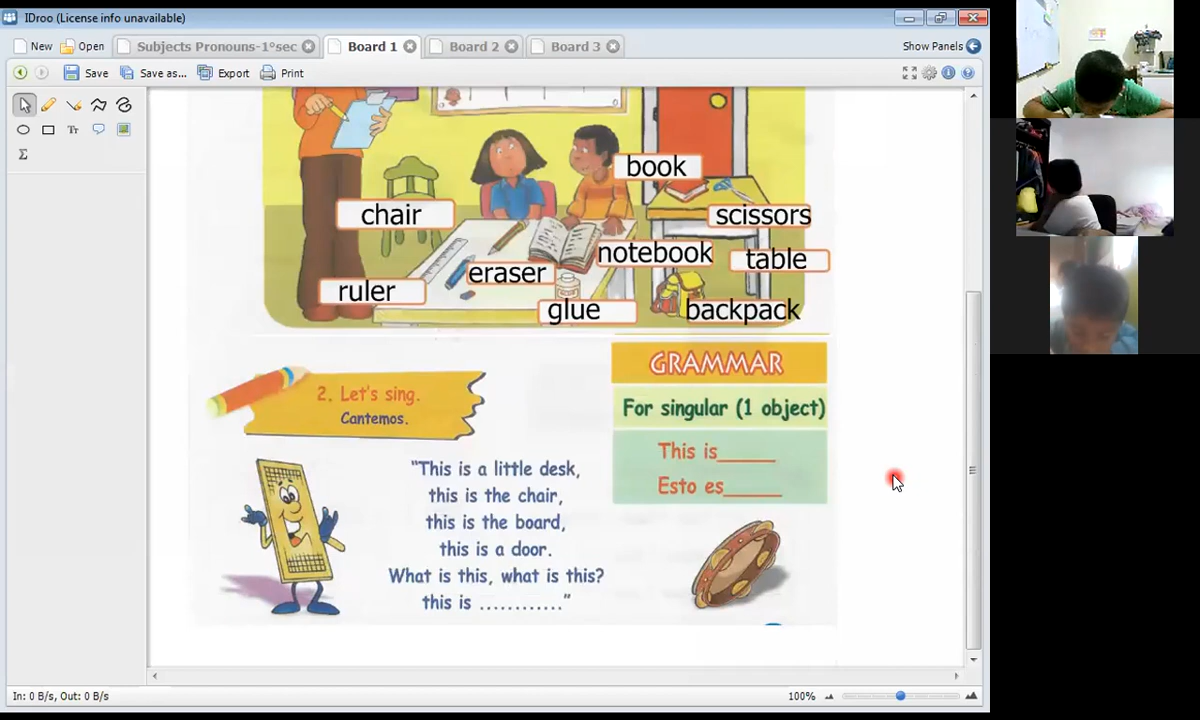 IDroo (License info unavailable)
New Open Subjects Pronouns-1°sec Board 1 Board 2 Board 3 Show Panels
Save Save as... Export Print
Tт
Σ
book
chair
scissors
notebook
table
eraser
ruler
glue
backpack
GRAMMAR
For singular (1 object)
This is_____
Esto es_____
2. Let's sing.
Cantemos.
"This is a little desk,
this is the chair,
this is the board,
this is a door.
What is this, what is this?
this is ............"
In: 0 B/s, Out: 0 B/s
100%